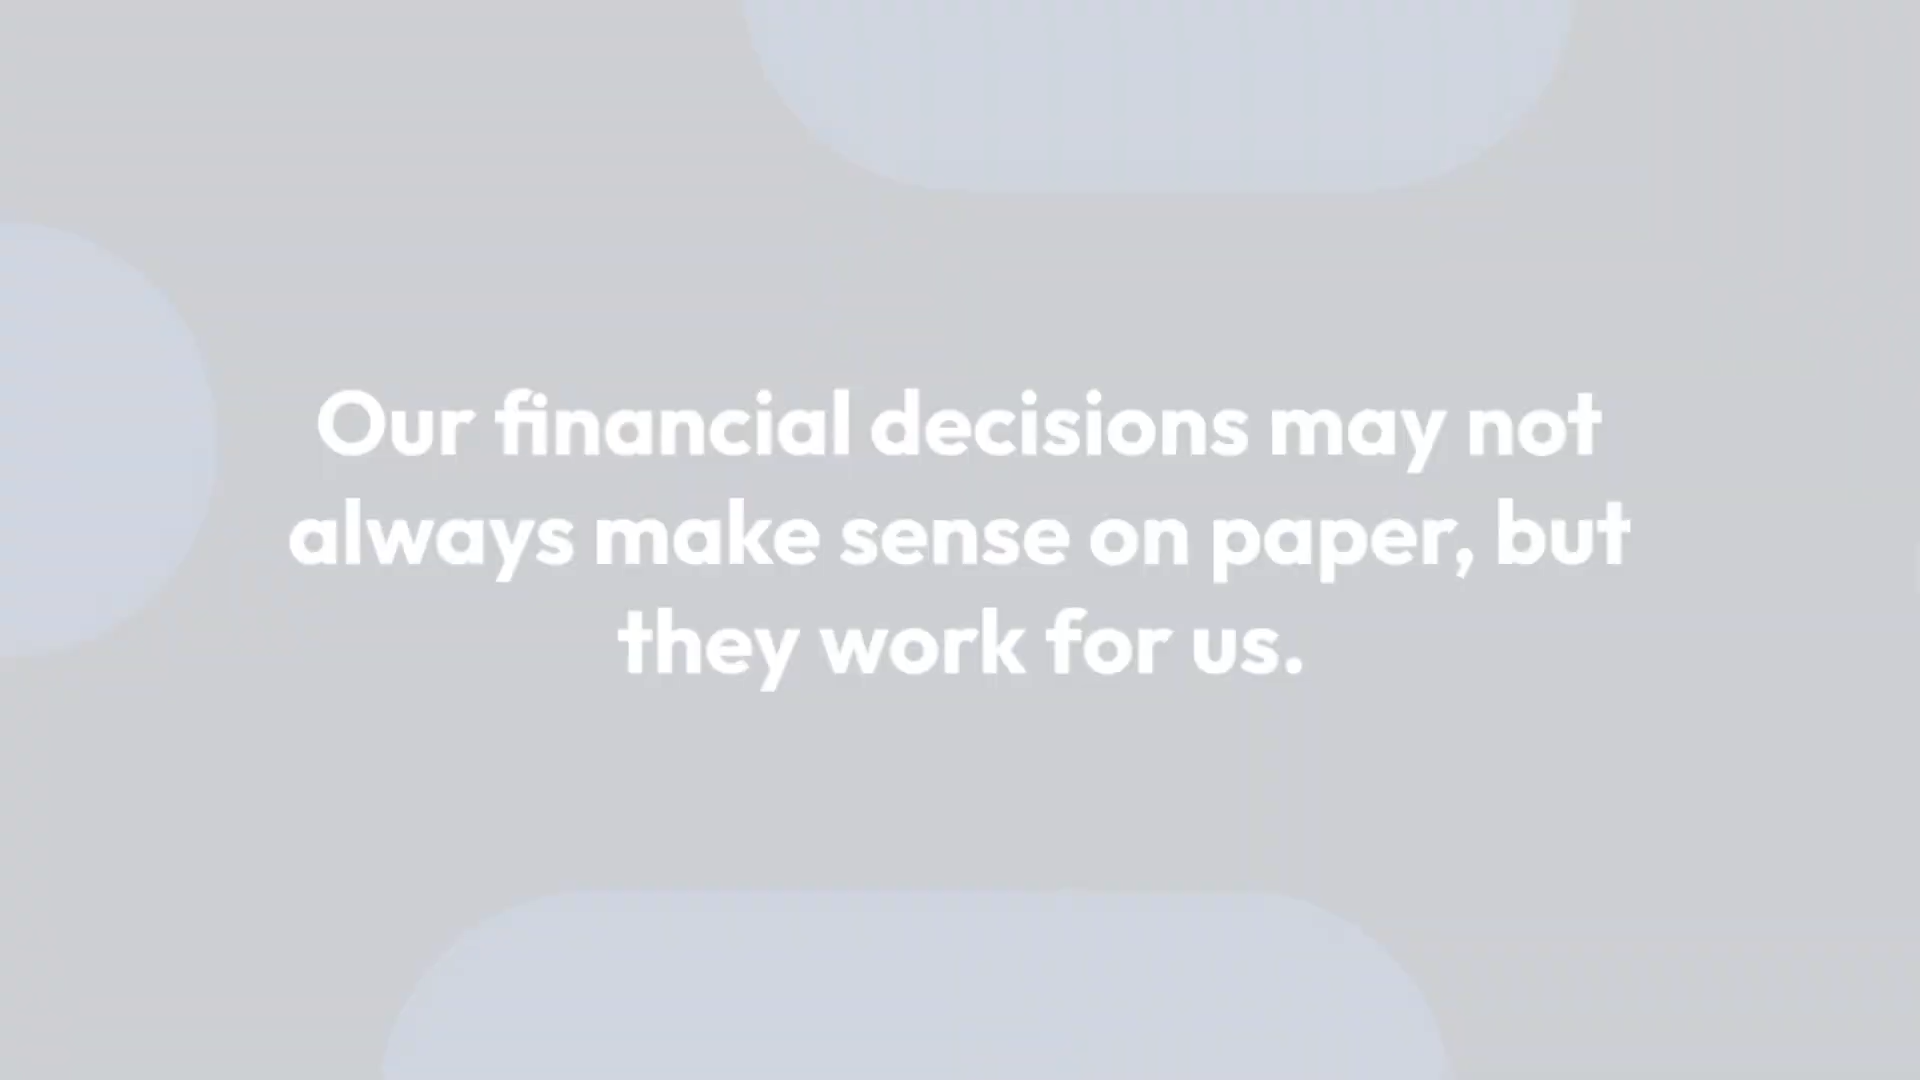 Our financial decisions may not
always make sense on paper, but
they work for us.